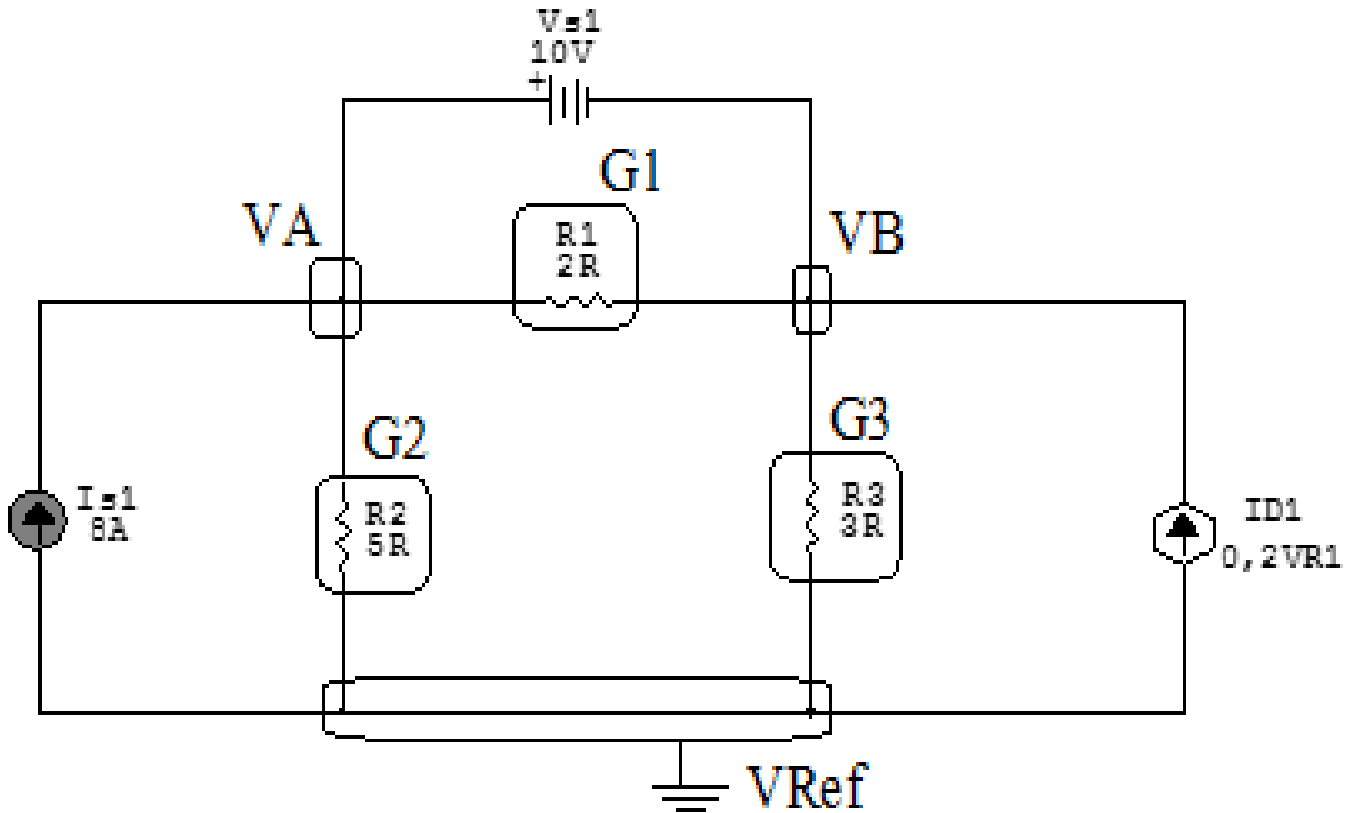 Vs1
10V
+
G1
VA
R1
2R
VB
G2
G3
Is1
8A
R2
5R
R3
3R
ID1
0,2VR1
VRef